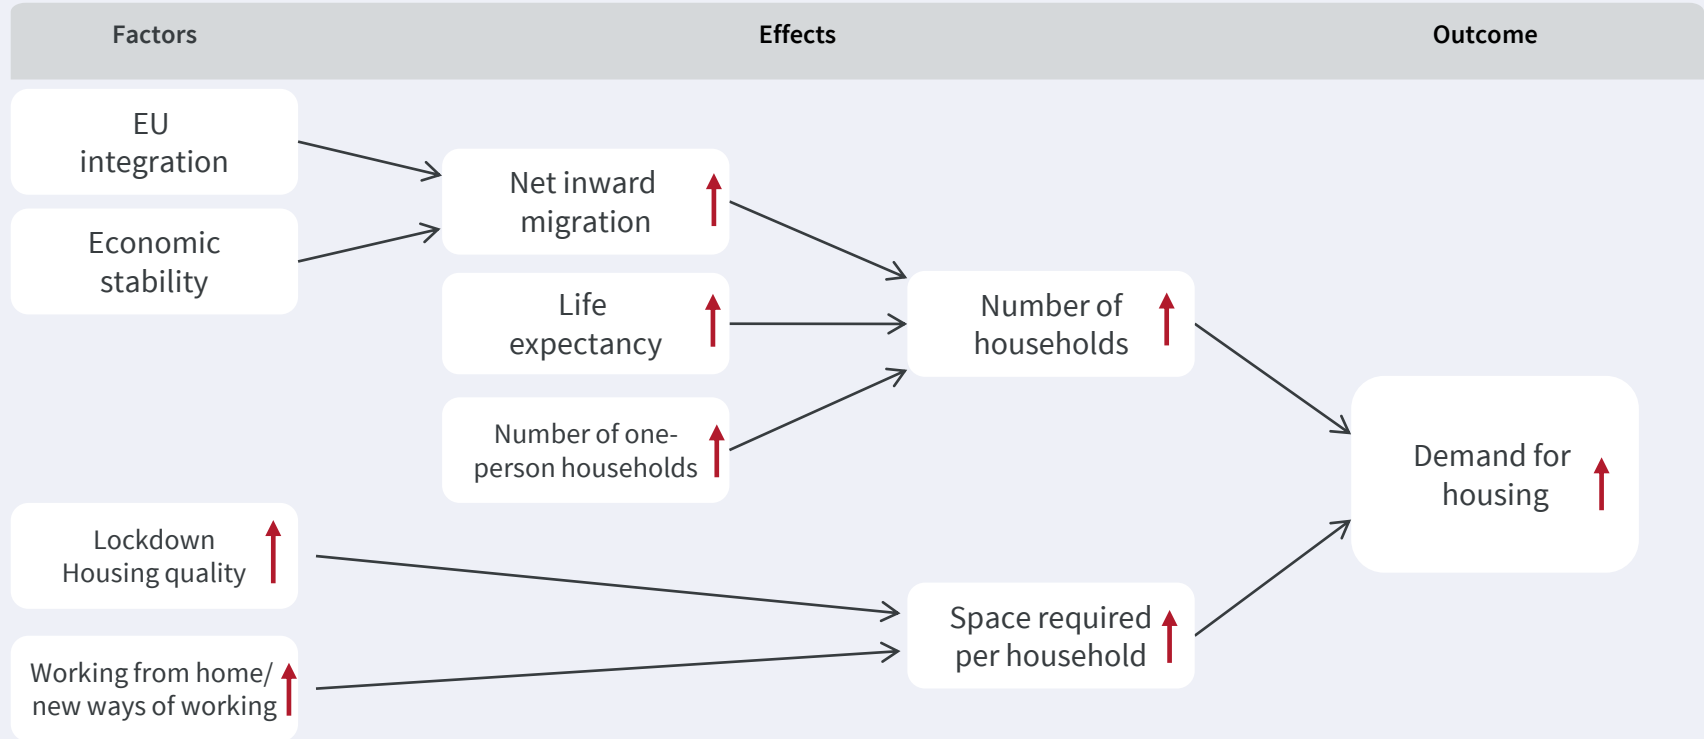 Factors
Effects
Outcome
EU
integration
Economic
stability
Net inward
migration
Life
expectancy
Number of one-
person households
Number of
households
Demand for
housing
Lockdown
Housing quality
Working from home/
new ways of working
Space required
per household